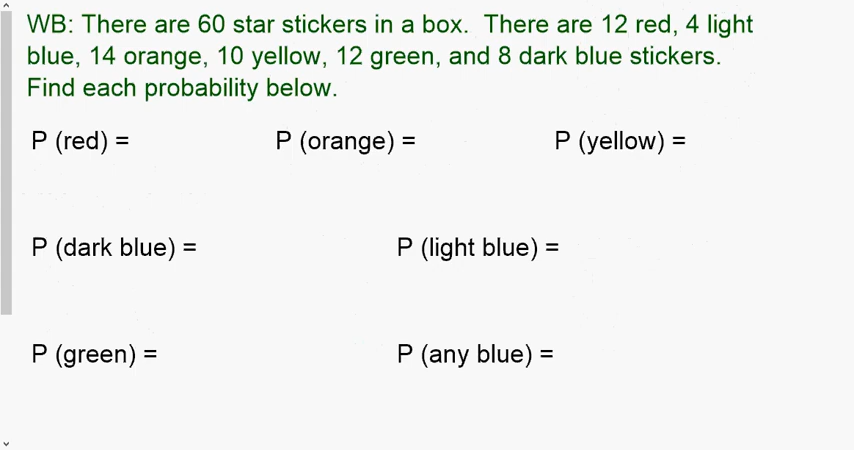 WB: There are 60 star stickers in a box.  There are 12 red, 4 light
blue, 14 orange, 10 yellow, 12 green, and 8 dark blue stickers.
Find each probability below.
P (red) =
P (orange) =
P (yellow) =
P (dark blue) =
P (light blue) =
P (green) =
P (any blue) =